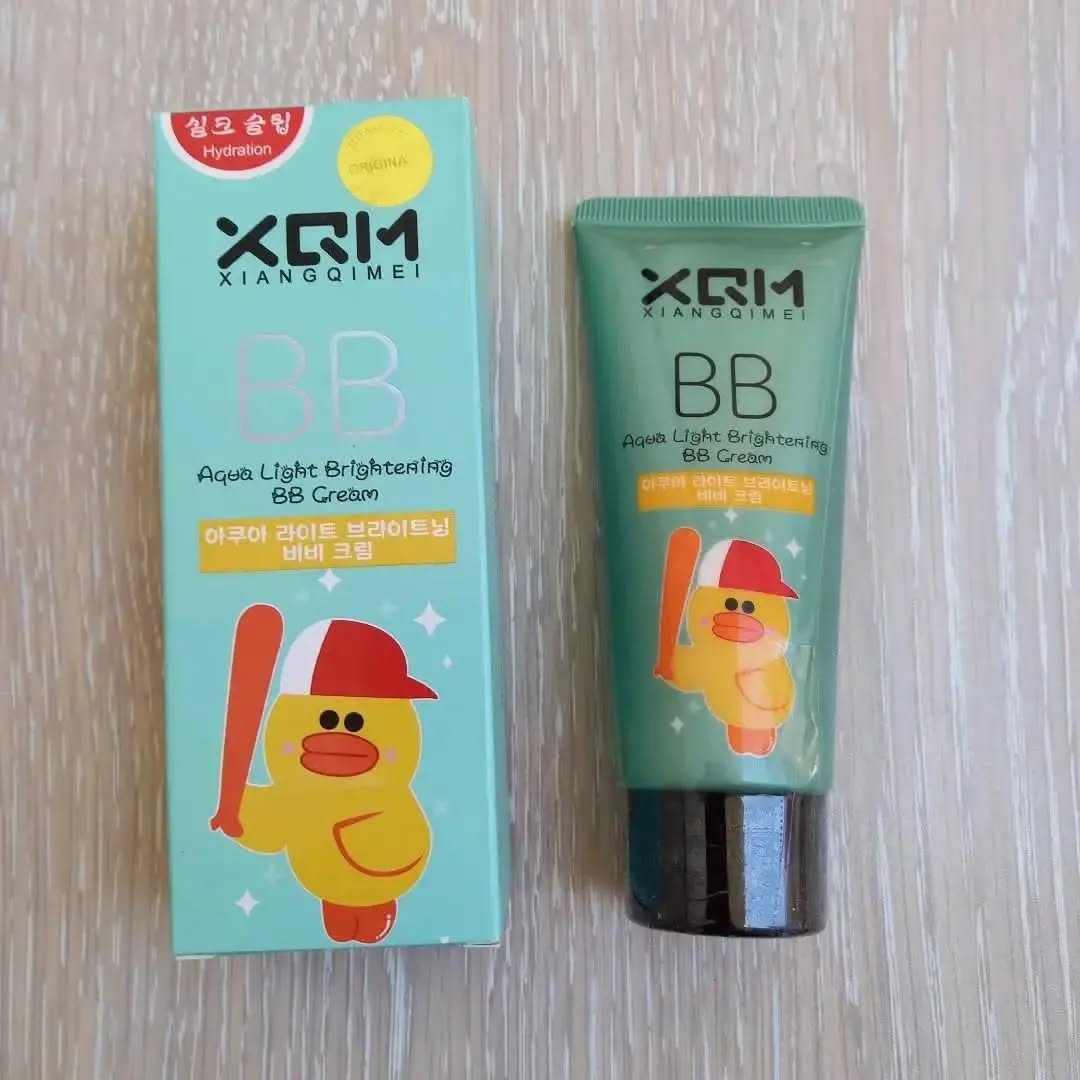 실크 슬립
Hydration
ORIGINA
XQM
XIANGQIMEI
BB
Aqua Light Brightening
BB Cream
아쿠아 라이트 브라이트닝
비비 크림
XQM
XIANGQIMEI
BB
Aqua Light Brightening
BB Cream
아쿠아 라이트 브라이트닝
비비 크림